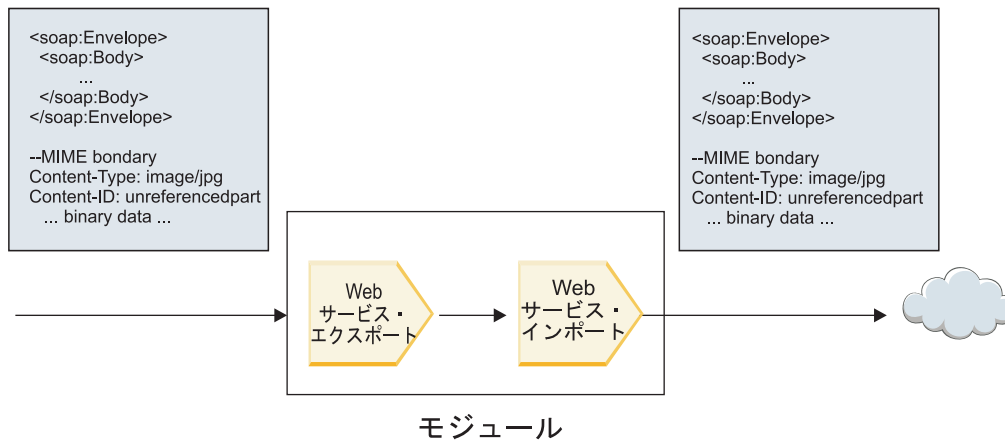 <soap:Envelope>
<soap:Body>
...
</soap:Body>
</soap:Envelope>
--MIME bondary
Content-Type: image/jpg
Content-ID: unreferencedpart
... binary data ...
<soap:Envelope>
<soap:Body>
...
</soap:Body>
</soap:Envelope>
--MIME bondary
Content-Type: image/jpg
Content-ID: unreferencedpart
... binary data ...
Web
サービス・
エクスポート
Web
サービス・
インポート
モジュール